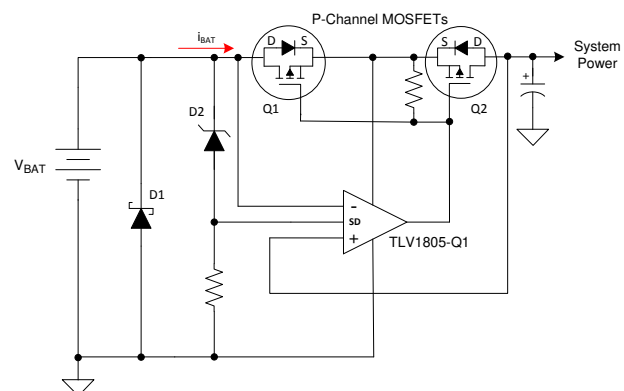 P-Channel MOSFETs
iBAT
D
S
S
D
System
Power
+
Q1
Q2
D2
VBAT
D1
-
SD
+
TLV1805-Q1